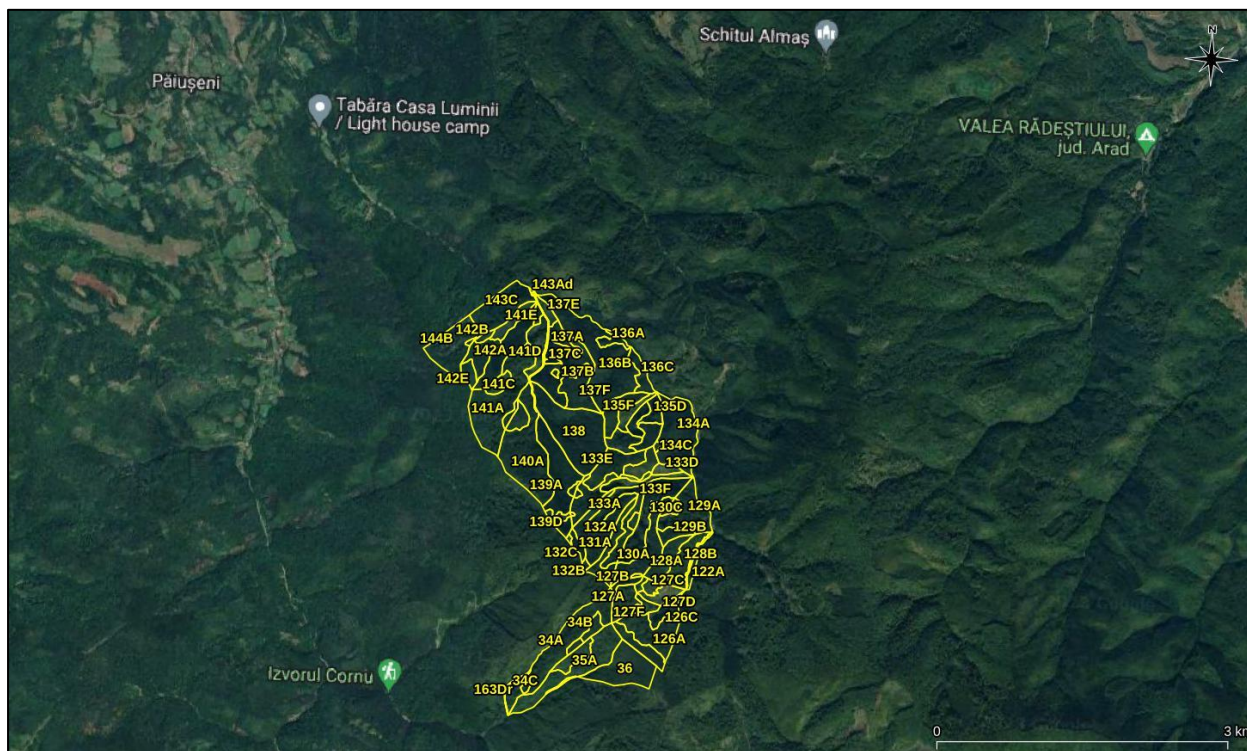 Schitul Almaș
N
Păiușeni
Tabăra Casa Luminii
/ Light house camp
VALEA RĂDEȘTIULUI,
jud. Arad
143Ad
143C
137E
141E
142B
144B
136A
137A
142A
141D
137C
136B
136C
137B
142E
141C
137F
141A
135F
135D
134A
138
134C
140A
133E
133D
139A
133F
133A
130C
129A
139D
132A
129B
131A
132C
130A
128A
128B
132B
127B
127C
122A
127A
127D
127F
126C
34B
34A
126A
35A
36
34C
163Dr
Izvorul Cornu
0
3 km